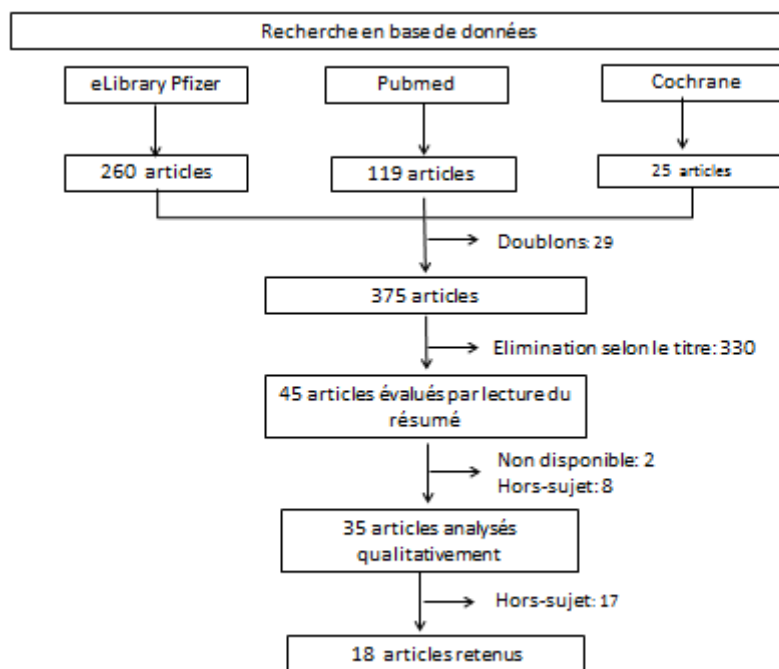 Recherche en base de données
eLibrary Pfizer
Pubmed
Cochrane
260 articles
119 articles
25 articles
Doublons: 29
375 articles
Elimination selon le titre: 330
45 articles évalués par lecture du
résumé
Non disponible: 2
Hors-sujet: 8
35 articles analysés
qualitativement
Hors-sujet: 17
18 articles retenus